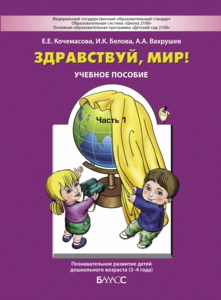 Федеральный государственный образовательный стандарт
Образовательная система «Школа 2100»
Основная образовательная программа «Детский сад 2100»
Е.Е. Кочемасова, И.К. Белова, А.А. Вахрушев
ЗДРАВСТВУЙ, МИР!
УЧЕБНОЕ ПОСОБИЕ
Часть 1
Познавательное развитие детей
дошкольного возраста (3–4 года)
БАЛАСС